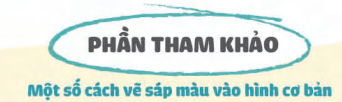 PHẦN THAM KHẢO
Một số cách vẽ sáp màu vào hình cơ bản